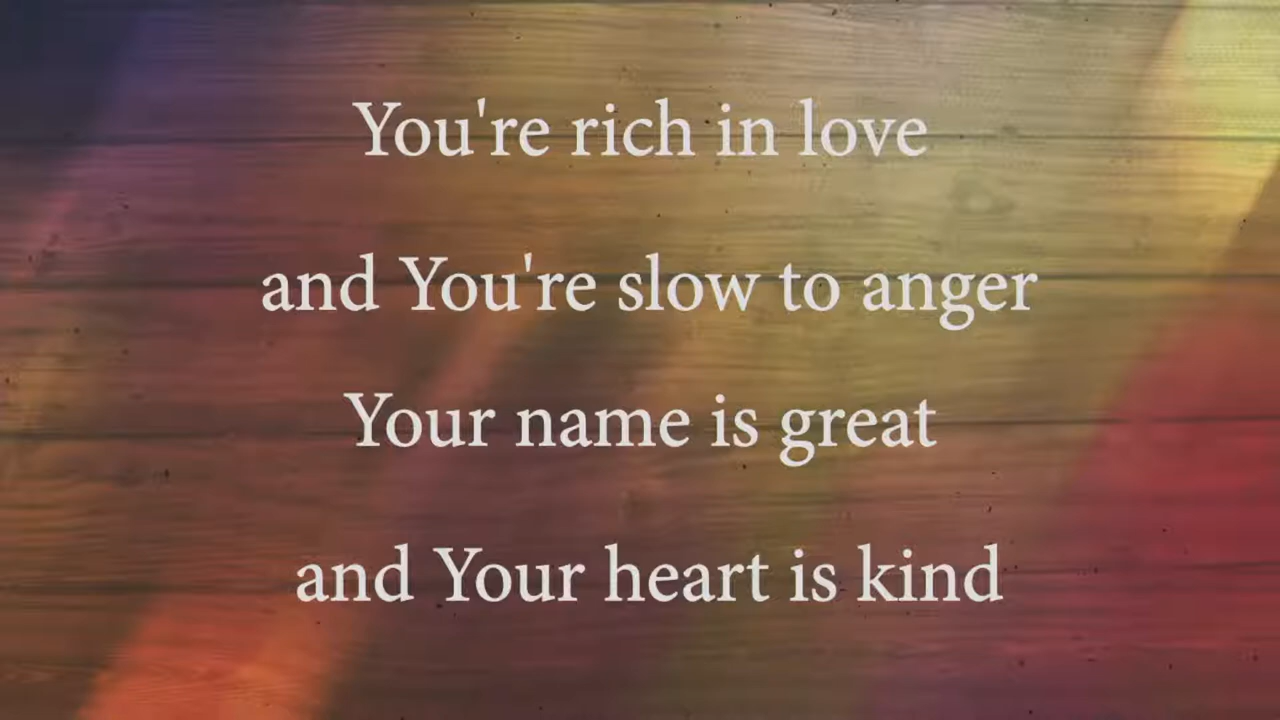 You're rich in love
and You're slow to anger
Your name is great
and Your heart is kind